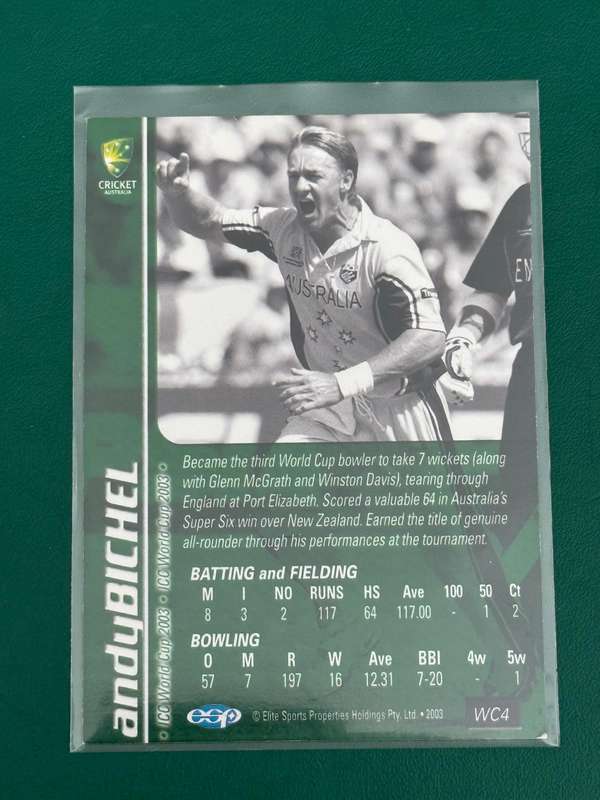 CRICKET
AUSTRALIA
AUSTRALIA
EN
andyBICHEL
ICC World Cup 2003 • ICC World Cup 2003 • ICC World Cup 2003
Became the third World Cup bowler to take 7 wickets (along
with Glenn McGrath and Winston Davis), tearing through
England at Port Elizabeth. Scored a valuable 64 in Australia's
Super Six win over New Zealand. Earned the title of genuine
all-rounder through his performances at the tournament.
BATTING and FIELDING
M I NO RUNS HS Ave 100 50 Ct
8 3 2 117 64 117.00 - 1 2
BOWLING
O M R W Ave BBI 4w 5w
57 7 197 16 12.31 7-20 - 1
esp © Elite Sports Properties Holdings Pty. Ltd. • 2003 WC4